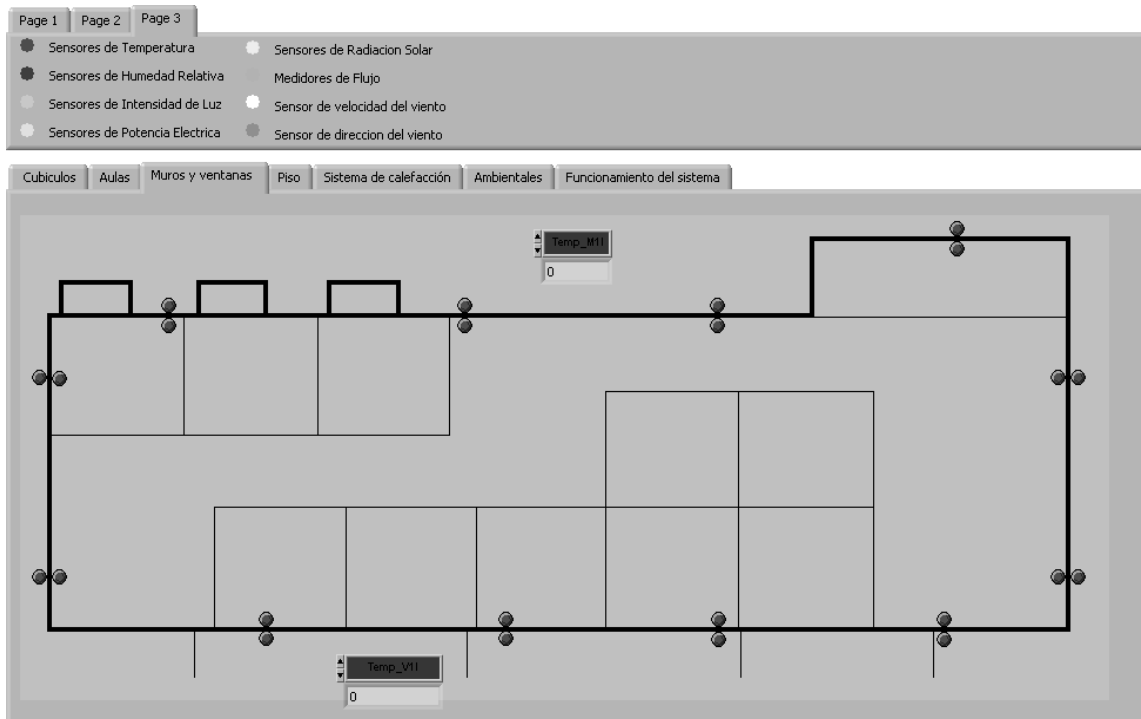 Page 1 Page 2 Page 3
Sensores de Temperatura Sensores de Radiacion Solar
Sensores de Humedad Relativa Medidores de Flujo
Sensores de Intensidad de Luz Sensor de velocidad del viento
Sensores de Potencia Electrica Sensor de direccion del viento
Cubiculos Aulas Muros y ventanas Piso Sistema de calefacción Ambientales Funcionamiento del sistema
Temp_M1I
0
Temp_V1I
0